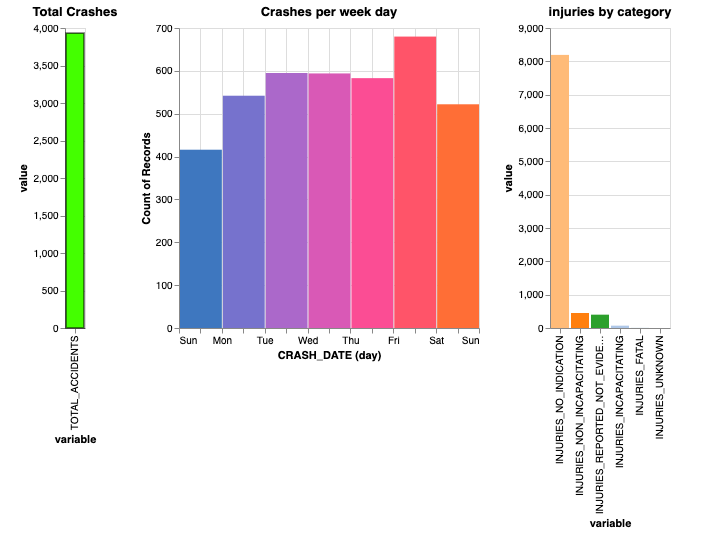 Total Crashes
4,000
3,500
3,000
2,500
2,000
1,500
1,000
500
0
value
TOTAL_ACCIDENTS
variable
Crashes per week day
700
600
500
400
300
200
100
0
Count of Records
Sun Mon Tue Wed Thu Fri Sat Sun
CRASH_DATE (day)
injuries by category
9,000
8,000
7,000
6,000
5,000
4,000
3,000
2,000
1,000
0
value
INJURIES_NO_INDICATION
INJURIES_NON_INCAPACITATING
INJURIES_REPORTED_NOT_EVIDE…
INJURIES_INCAPACITATING
INJURIES_FATAL
INJURIES_UNKNOWN
variable